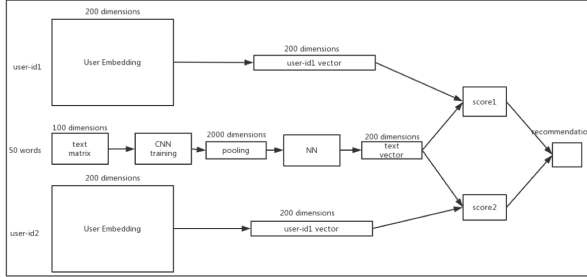 200 dimensions
user-id1
User Embedding
200 dimensions
user-id1 vector
score1
50 words
100 dimensions
text
matrix
CNN
training
2000 dimensions
pooling
NN
200 dimensions
text
vector
recommendation
200 dimensions
user-id2
User Embedding
200 dimensions
user-id1 vector
score2